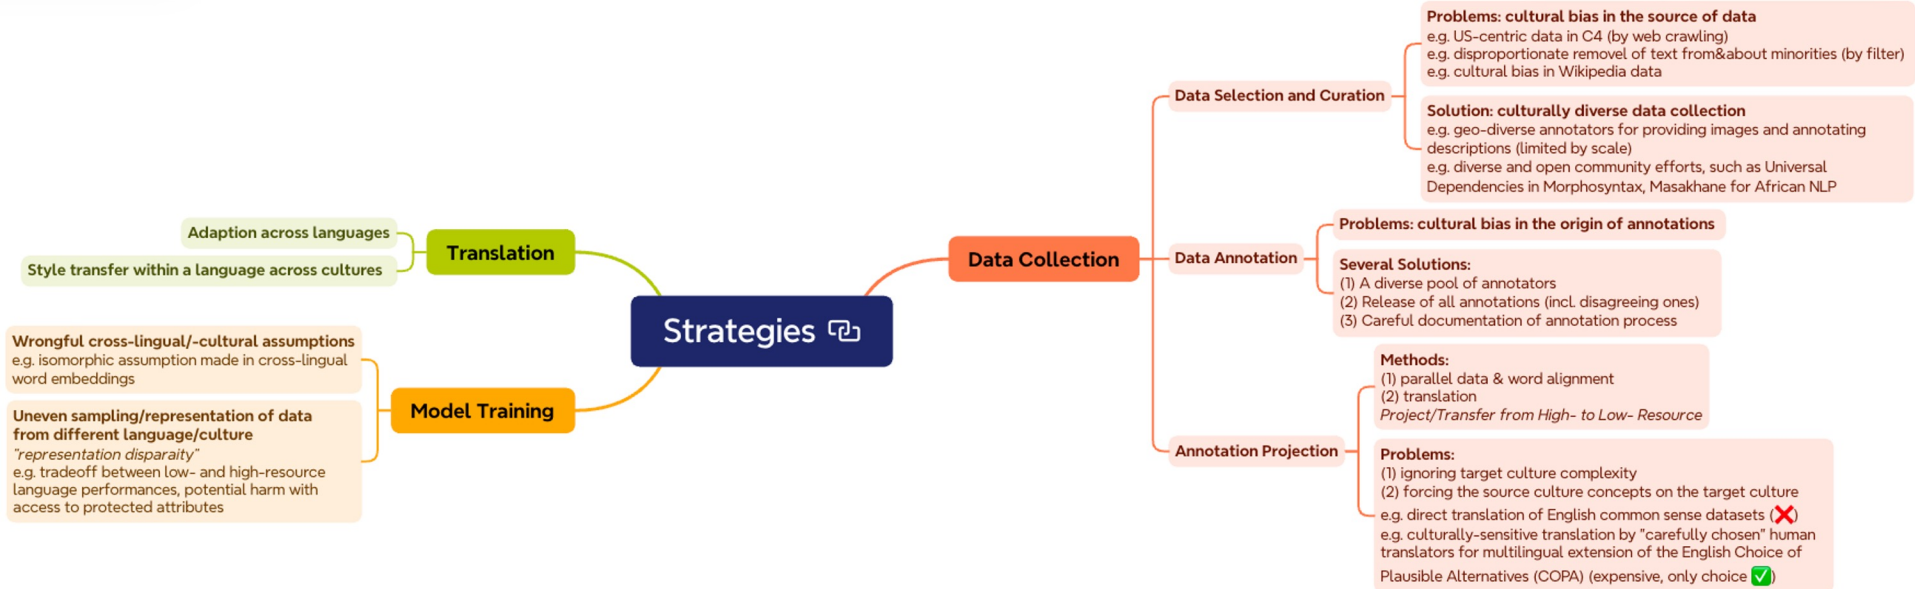 Strategies
Translation
Adaption across languages
Style transfer within a language across cultures
Model Training
Wrongful cross-lingual/-cultural assumptions
e.g. isomorphic assumption made in cross-lingual
word embeddings
Uneven sampling/representation of data
from different language/culture
"representation disparaity"
e.g. tradeoff between low- and high-resource
language performances, potential harm with
access to protected attributes
Data Collection
Data Selection and Curation
Problems: cultural bias in the source of data
e.g. US-centric data in C4 (by web crawling)
e.g. disproportionate removel of text from&about minorities (by filter)
e.g. cultural bias in Wikipedia data
Solution: culturally diverse data collection
e.g. geo-diverse annotators for providing images and annotating
descriptions (limited by scale)
e.g. diverse and open community efforts, such as Universal
Dependencies in Morphosyntax, Masakhane for African NLP
Data Annotation
Problems: cultural bias in the origin of annotations
Several Solutions:
(1) A diverse pool of annotators
(2) Release of all annotations (incl. disagreeing ones)
(3) Careful documentation of annotation process
Annotation Projection
Methods:
(1) parallel data & word alignment
(2) translation
Project/Transfer from High- to Low- Resource
Problems:
(1) ignoring target culture complexity
(2) forcing the source culture concepts on the target culture
e.g. direct translation of English common sense datasets (❌)
e.g. culturally-sensitive translation by "carefully chosen" human
translators for multilingual extension of the English Choice of
Plausible Alternatives (COPA) (expensive, only choice ✅)